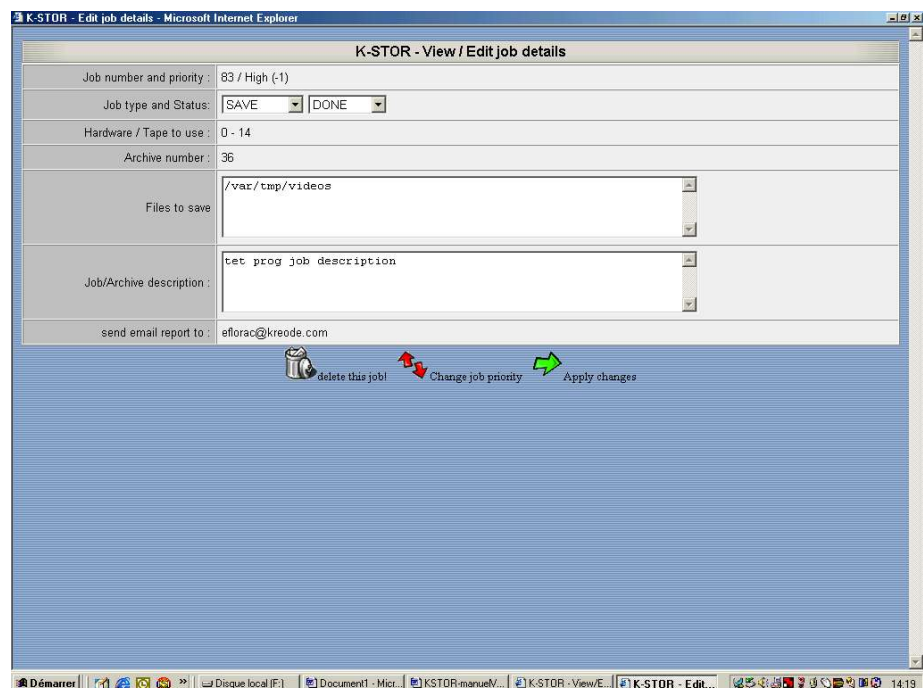 K-STOR - Edit job details - Microsoft Internet Explorer
K-STOR - View / Edit job details
Job number and priority : 83 / High (-1)
Job type and Status: SAVE DONE
Hardware / Tape to use : 0 - 14
Archive number : 36
Files to save /var/tmp/videos
Job/Archive description : tet prog job description
send email report to : eflorac@kreode.com
delete this job! Change job priority Apply changes
Démarrer » Disque local (F:) Document1 - Micr... KSTOR-manuelV... K-STOR - View/E... K-STOR - Edit... 14:19